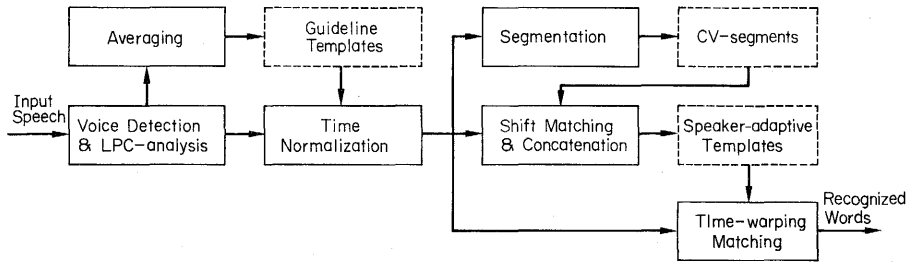 Averaging
Guideline
Templates
Segmentation
CV-segments
Input
Speech
Voice Detection
& LPC-analysis
Time
Normalization
Shift Matching
& Concatenation
Speaker-adaptive
Templates
TIme-warping
Matching
Recognized
Words